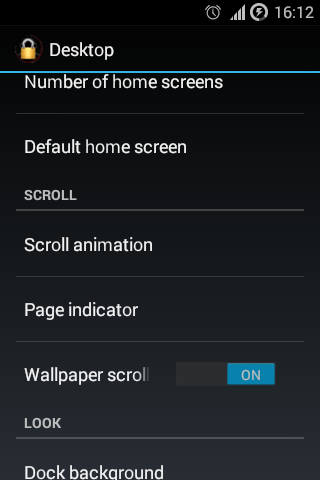 16:12
Desktop
Number of home screens
Default home screen
SCROLL
Scroll animation
Page indicator
Wallpaper scroll
ON
LOOK
Dock background